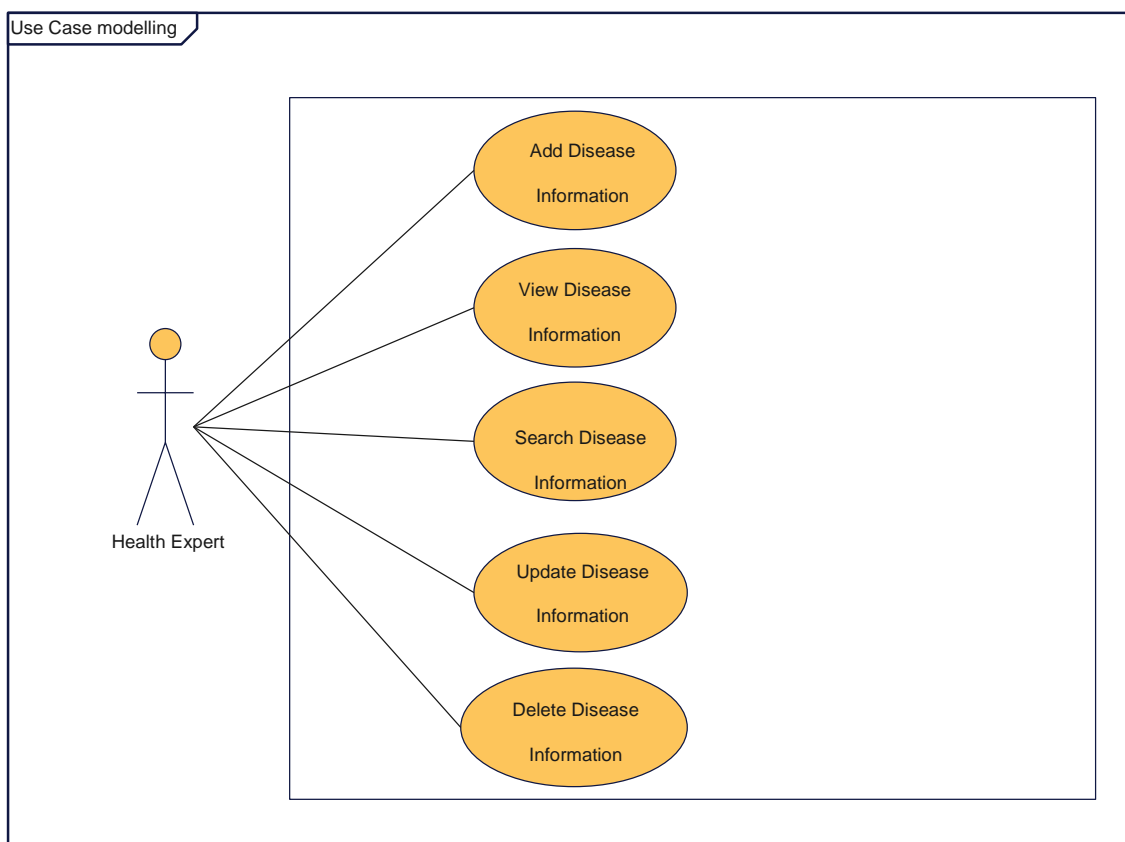 Use Case modelling
Add Disease
Information
View Disease
Information
Search Disease
Information
Health Expert
Update Disease
Information
Delete Disease
Information